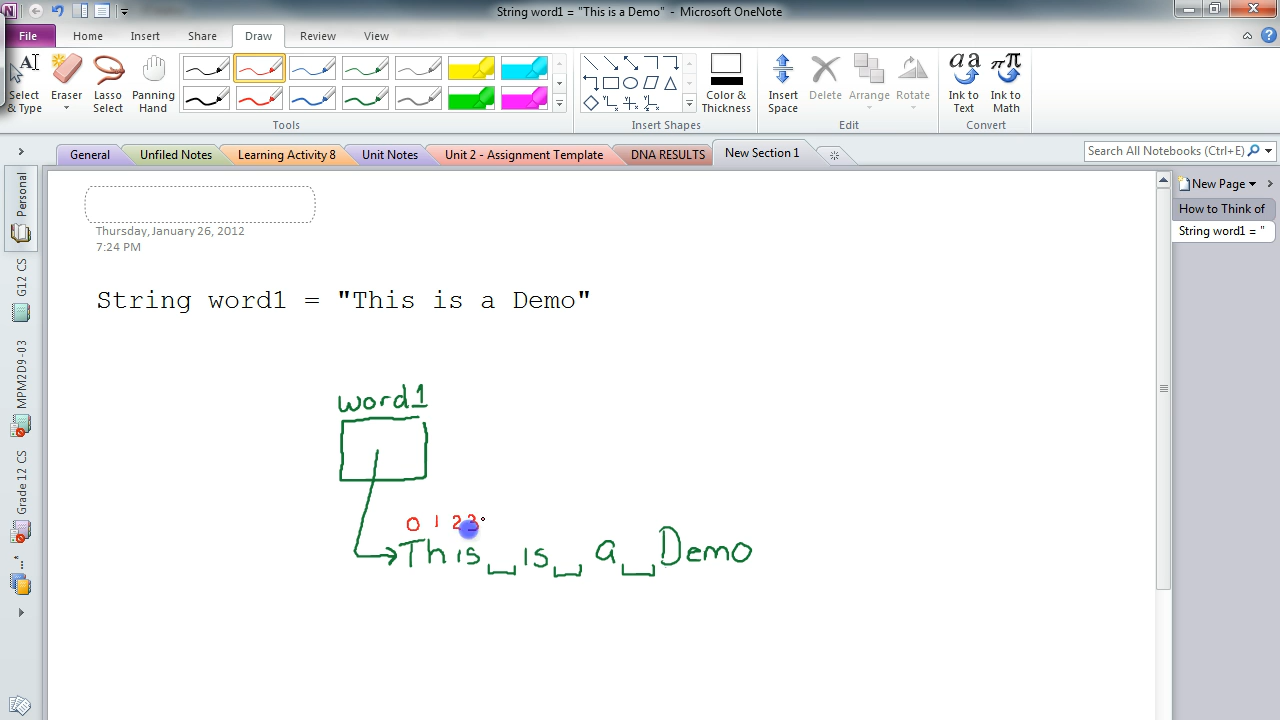 String word1 = "This is a Demo" - Microsoft OneNote
File Home Insert Share Draw Review View
Select & Type
Eraser
Lasso Select
Panning Hand
Color & Thickness
Insert Space
Delete
Arrange
Rotate
Ink to Text
Ink to Math
Tools Insert Shapes Edit Convert
General Unfiled Notes Learning Activity 8 Unit Notes Unit 2 - Assignment Template DNA RESULTS New Section 1
Search All Notebooks (Ctrl+E)
Personal
G12 CS
MPM2D9-03
Grade 12 CS
New Page
How to Think of
String word1 = "
Thursday, January 26, 2012
7:24 PM
String word1 = "This is a Demo"
word1
0 1 2 3
This_is_a_Demo